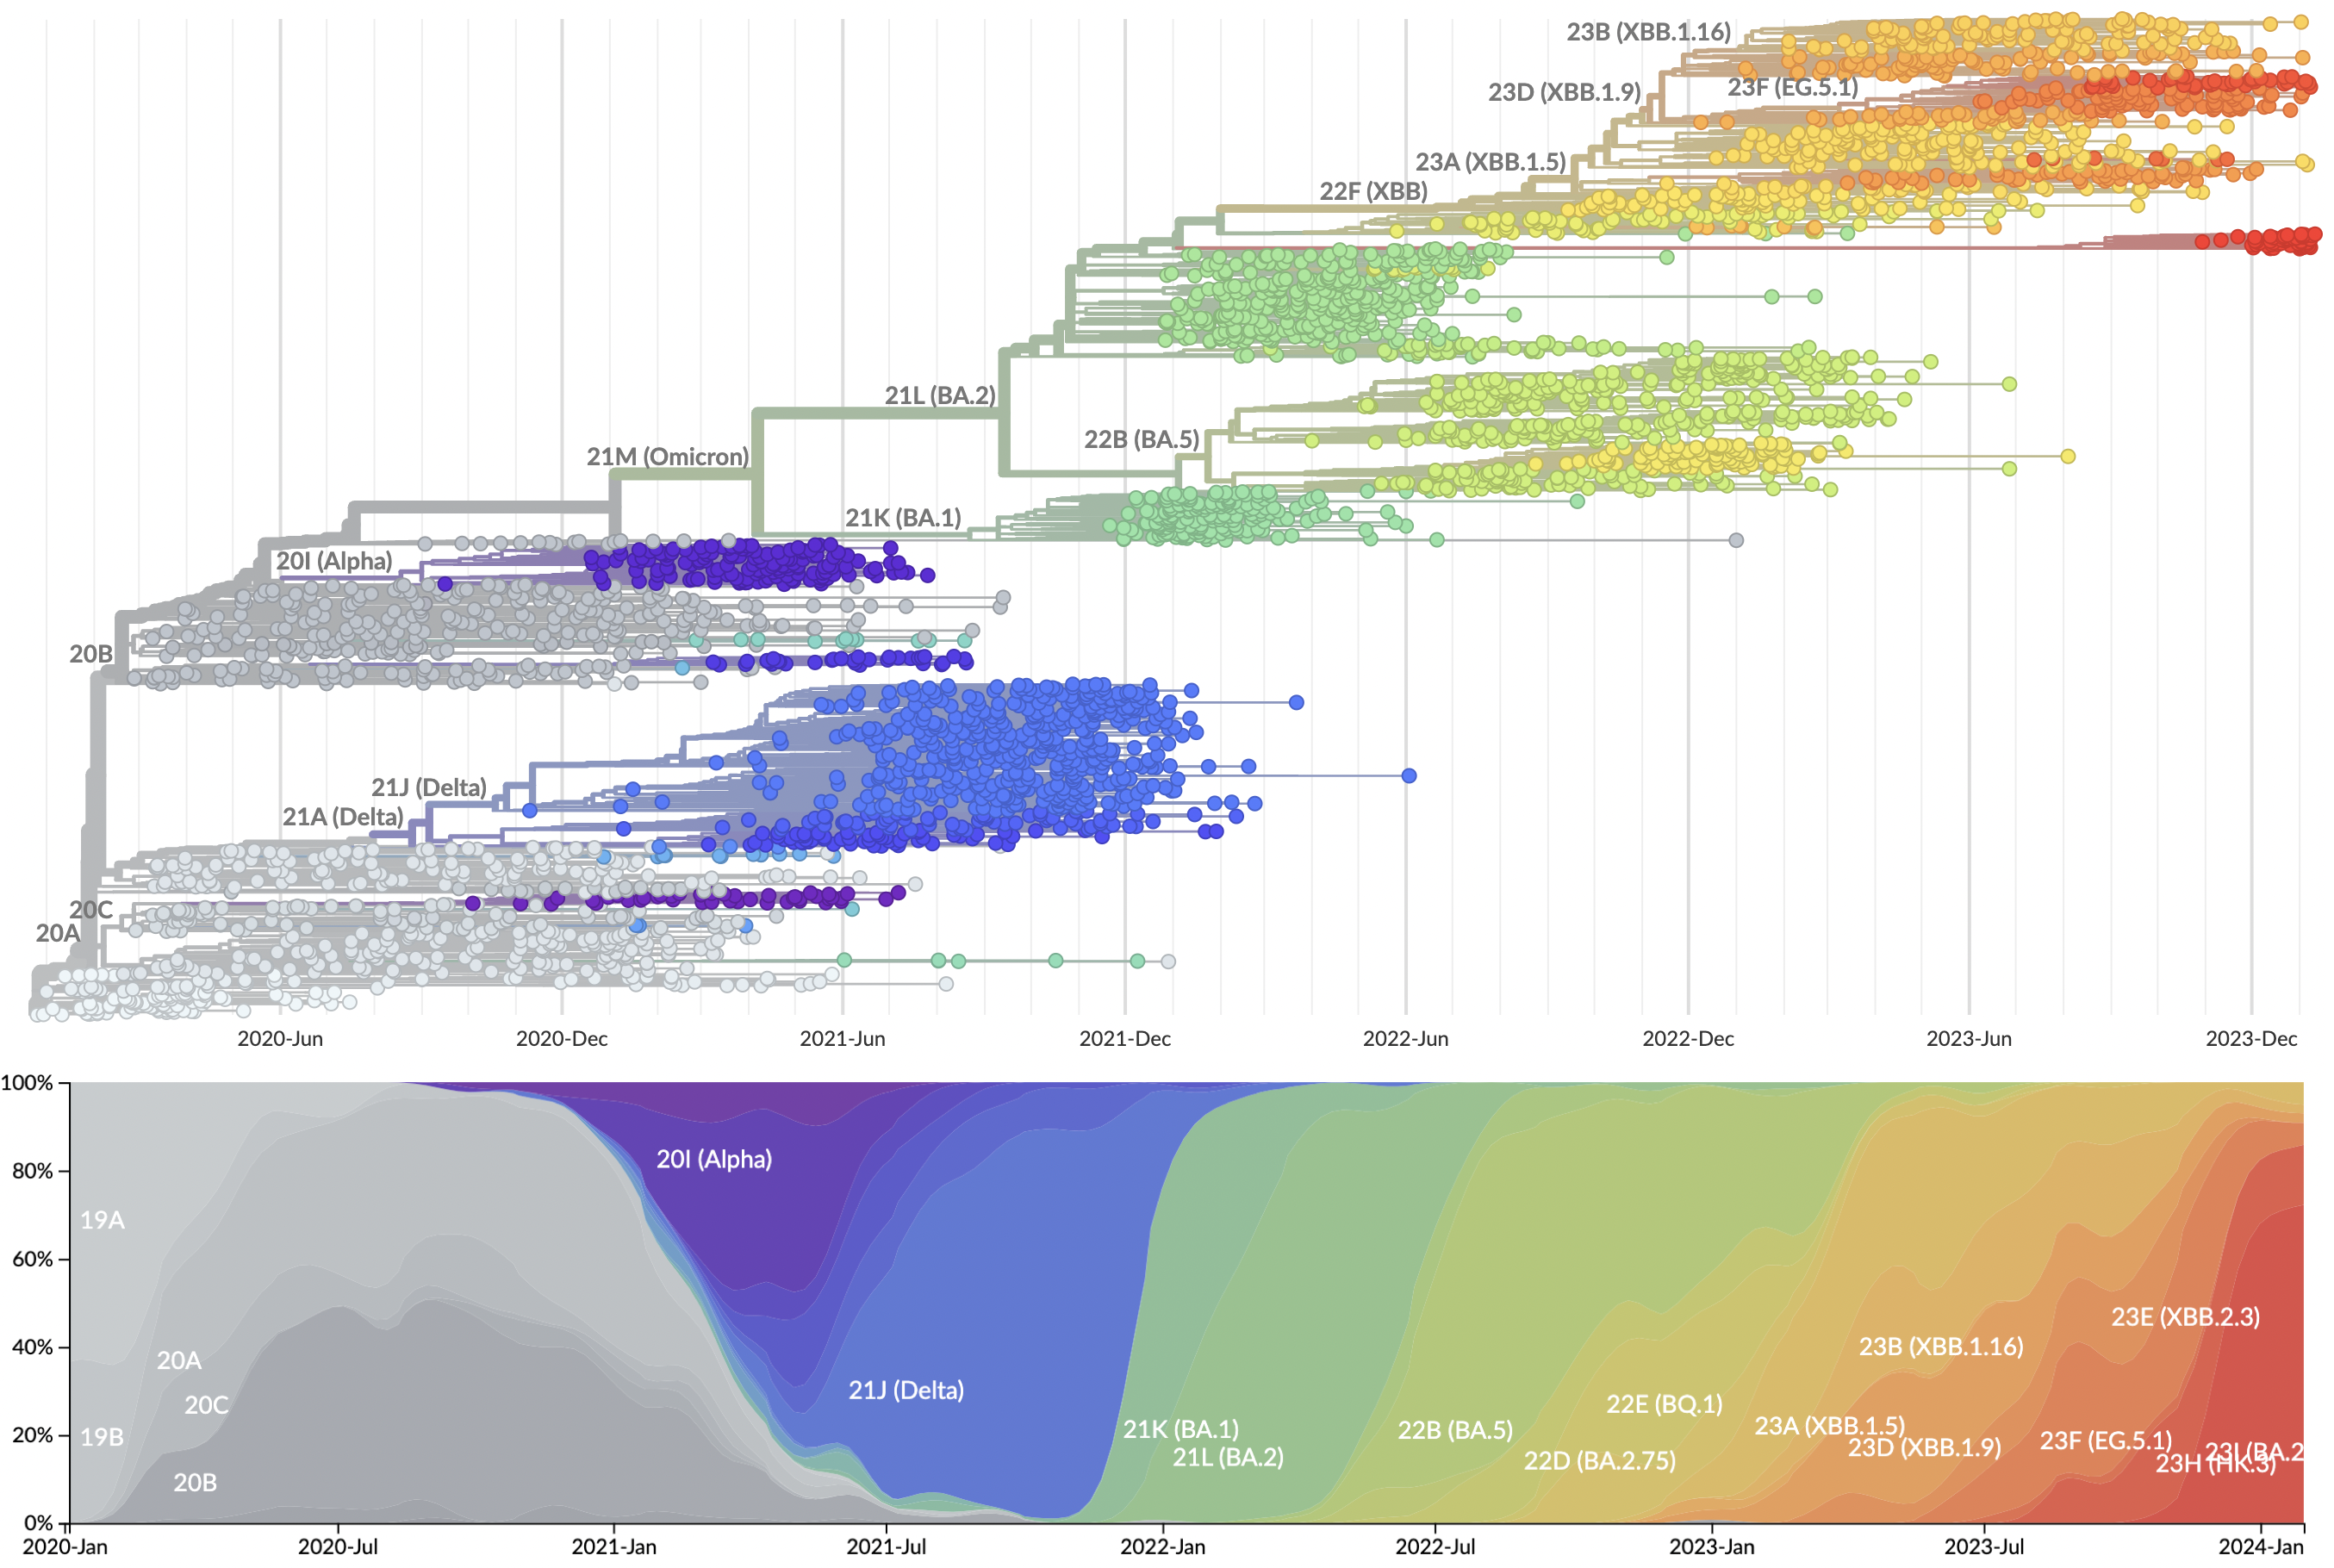 23B (XBB.1.16)
23D (XBB.1.9)
23F (EG.5.1)
23A (XBB.1.5)
22F (XBB)
21L (BA.2)
22B (BA.5)
21M (Omicron)
21K (BA.1)
20I (Alpha)
20B
21J (Delta)
21A (Delta)
20C
20A
2020-Jun 2020-Dec 2021-Jun 2021-Dec 2022-Jun 2022-Dec 2023-Jun 2023-Dec
100%
80%
60%
40%
20%
0%
20I (Alpha)
19A
23E (XBB.2.3)
23B (XBB.1.16)
20A
21J (Delta)
20C
22E (BQ.1)
23A (XBB.1.5)
21K (BA.1)
22B (BA.5)
19B
23F (EG.5.1)
23D (XBB.1.9)
21L (BA.2)
22D (BA.2.75)
23I (BA.2
23H (HK.3)
20B
2020-Jan 2020-Jul 2021-Jan 2021-Jul 2022-Jan 2022-Jul 2023-Jan 2023-Jul 2024-Jan